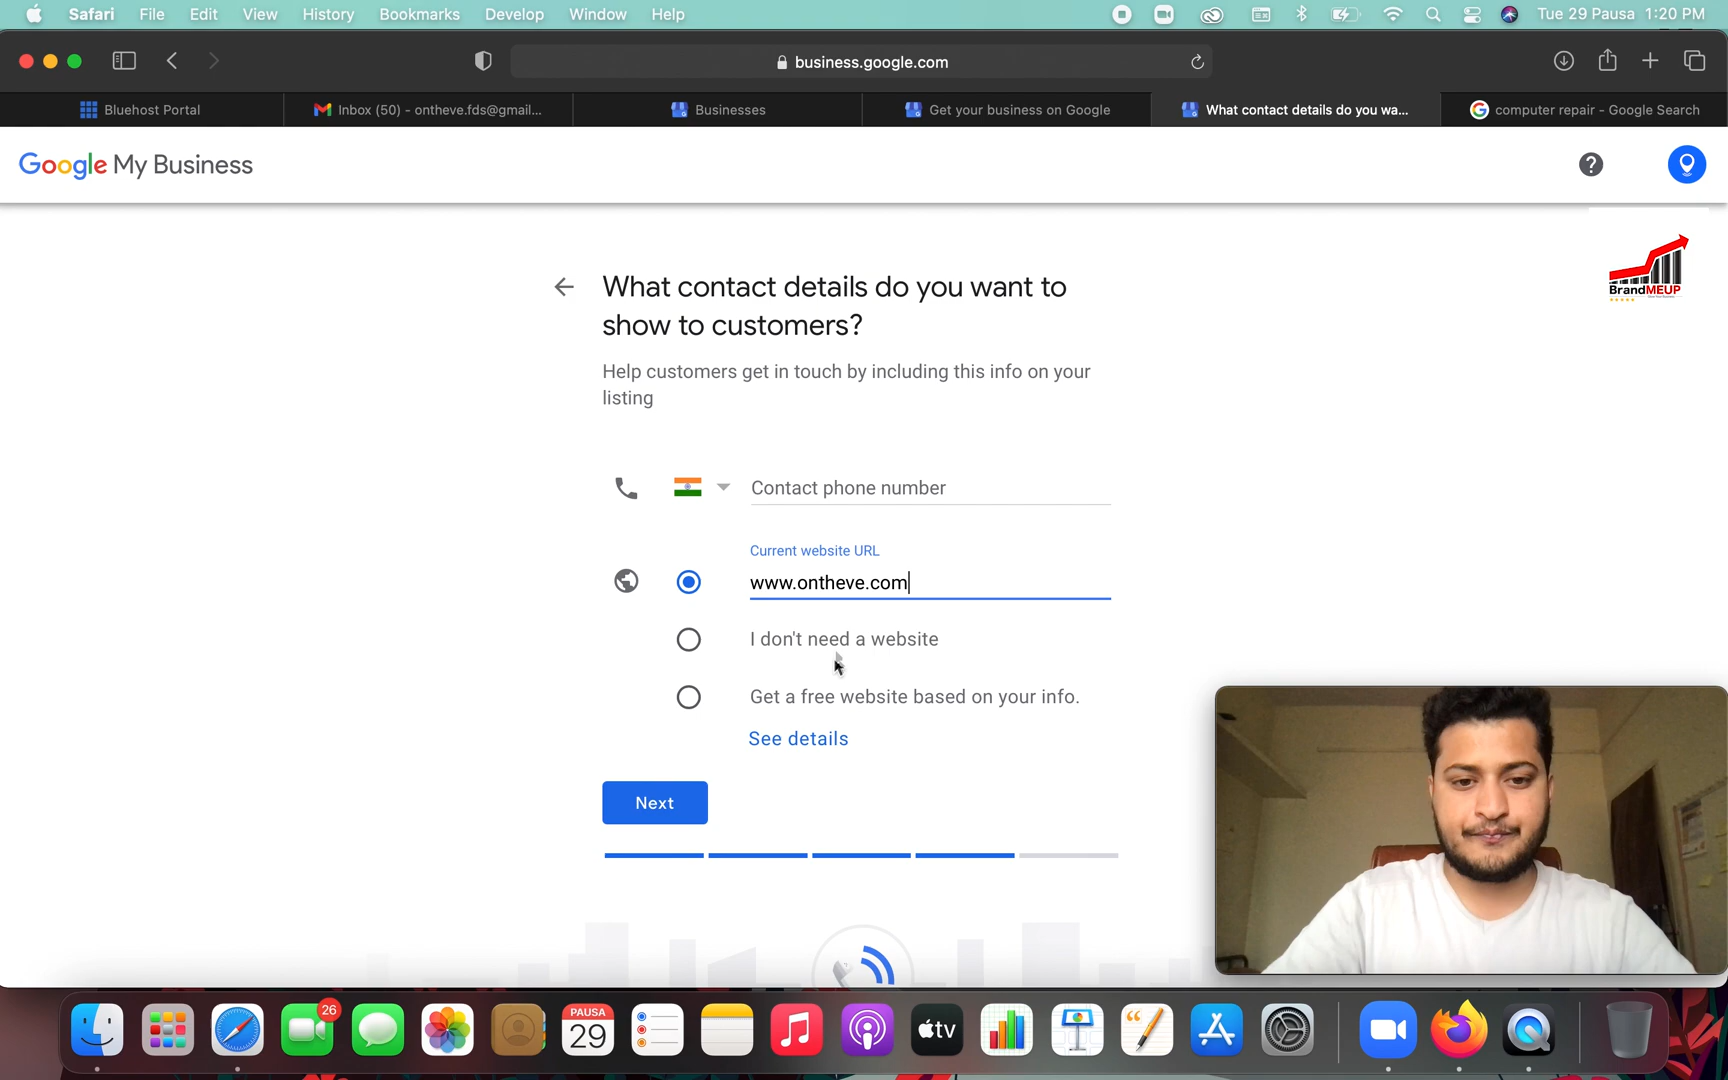 Safari File Edit View History Bookmarks Develop Window Help Tue 29 Pausa 1:20 PM
business.google.com
Bluehost Portal Inbox (50) - ontheve.fds@gmail... Businesses Get your business on Google What contact details do you wa... computer repair - Google Search
Google My Business
BrandMEUP
What contact details do you want to
show to customers?
Help customers get in touch by including this info on your
listing
Contact phone number
Current website URL
www.ontheve.com
I don't need a website
Get a free website based on your info.
See details
Next
26
PAUSA
29
tv